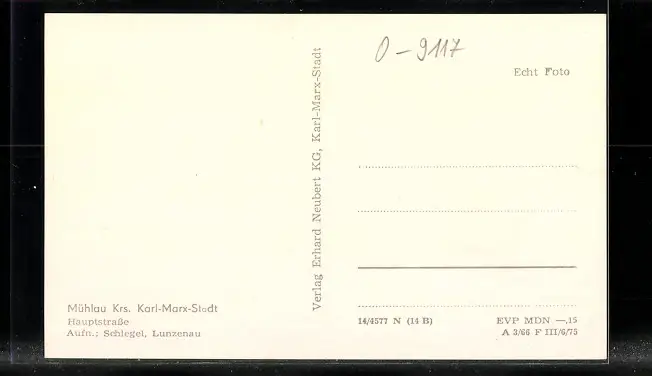 O-9117
Echt Foto
Verlag Erhard Neubert KG, Karl-Marx-Stadt
Mühlau Krs. Karl-Marx-Stadt
Hauptstraße
Aufn.: Schlegel, Lunzenau
14/4577 N (14 B)
EVP MDN —,15
A 3/66 F III/6/75